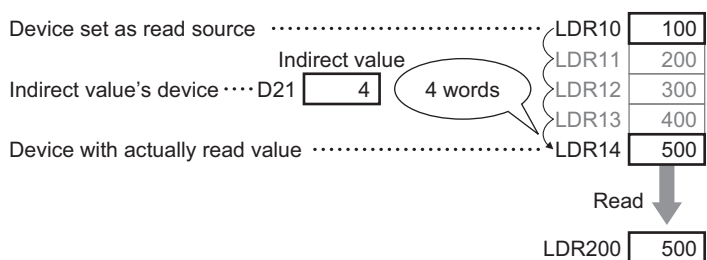 Device set as read source ·································· LDR10 100
LDR11 200
Indirect value
Indirect value's device ···· D21 4 4 words LDR12 300
LDR13 400
Device with actually read value ····························· LDR14 500
Read
LDR200 500